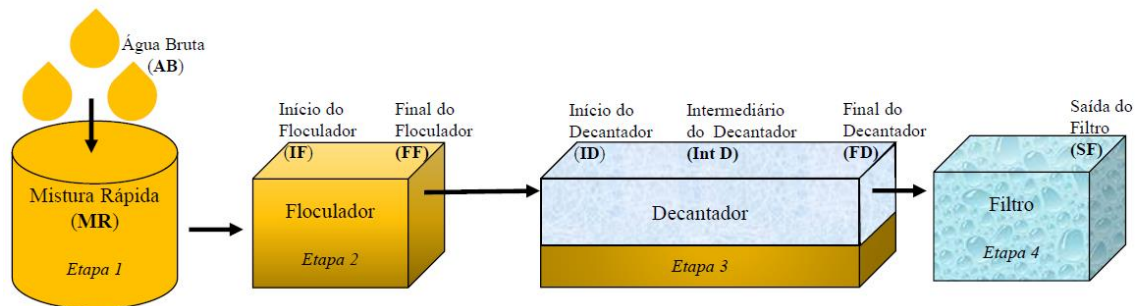 Água Bruta
(AB)
Mistura Rápida
(MR)
Etapa 1
Início do
Floculador
(IF)
Final do
Floculador
(FF)
Floculador
Etapa 2
Início do
Decantador
(ID)
Intermediário
do Decantador
(Int D)
Final do
Decantador
(FD)
Decantador
Etapa 3
Saída do
Filtro
(SF)
Filtro
Etapa 4